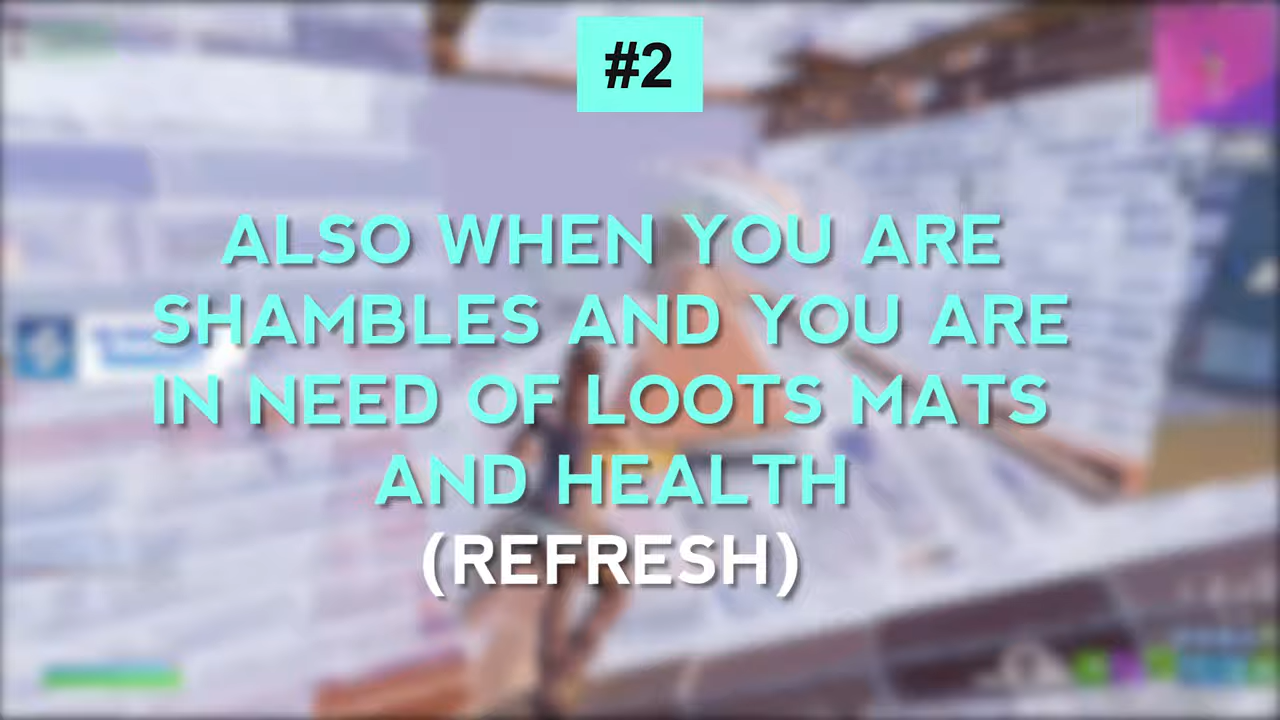 #2
ALSO WHEN YOU ARE
SHAMBLES AND YOU ARE
IN NEED OF LOOTS MATS
AND HEALTH
(REFRESH)